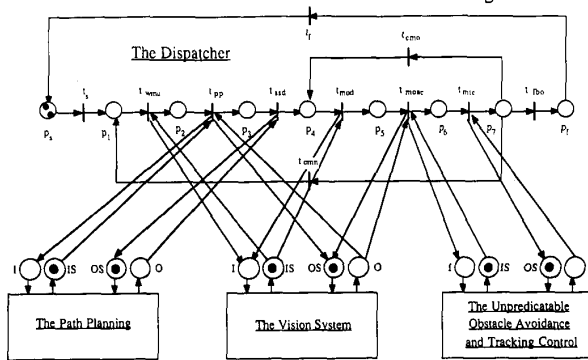 t_f
The Dispatcher
t_cmo
t_s t_wmu t_pp t_ssd t_mod t_mosc t_mtc t_fbo
p_s p_1 p_2 p_3 p_4 p_5 p_6 p_7 p_f
t_cmn
I IS OS O I IS OS O I IS OS O
The Path Planning
The Vision System
The Unpredicatable
Obstacle Avoidance
and Tracking Control